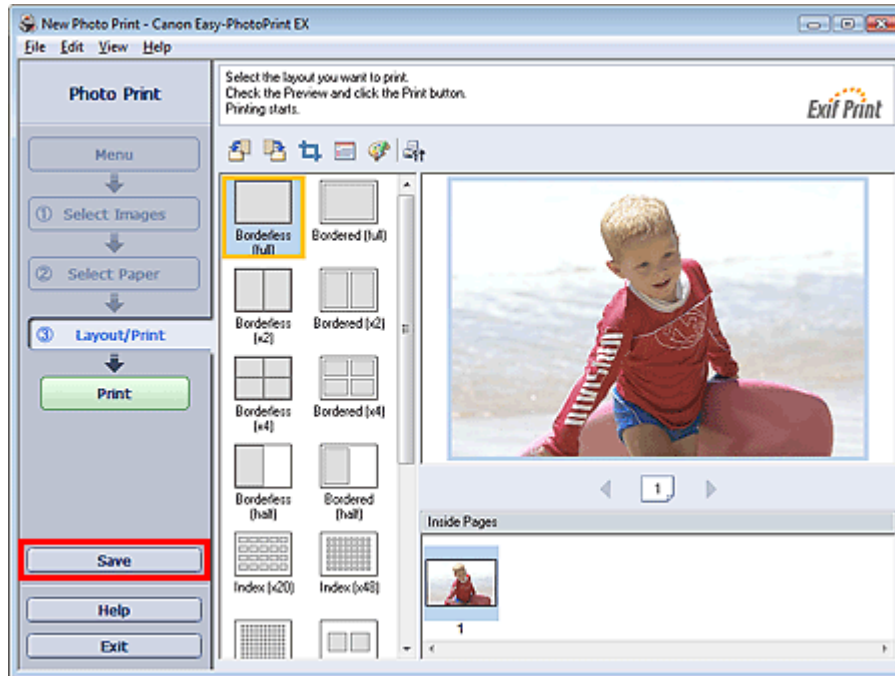 New Photo Print - Canon Easy-PhotoPrint EX
File Edit View Help
Photo Print
Select the layout you want to print.
Check the Preview and click the Print button.
Printing starts.
Exif Print
Menu
① Select Images
② Select Paper
③ Layout/Print
Print
Save
Help
Exit
Borderless
(full)
Bordered (full)
Borderless
(x2)
Bordered (x2)
Borderless
(x4)
Bordered (x4)
Borderless
(half)
Bordered
(half)
Index (x20)
Index (x48)
1
Inside Pages
1